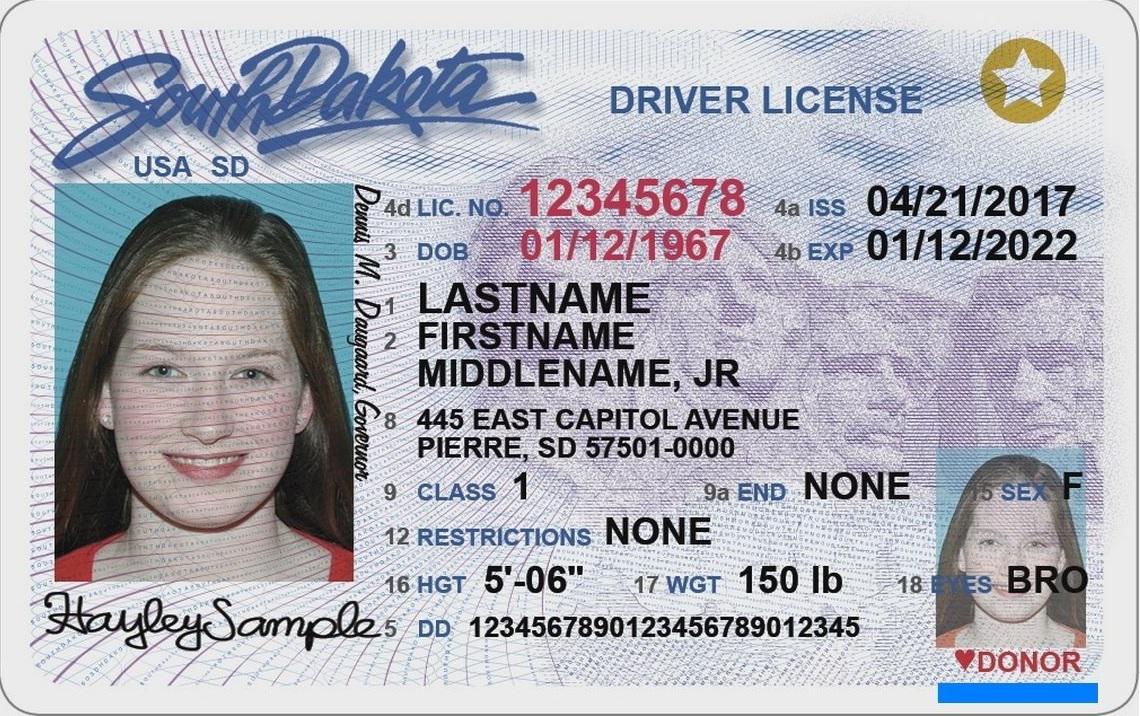 South Dakota
DRIVER LICENSE
USA SD
4d LIC. NO. 12345678 4a ISS 04/21/2017
3 DOB 01/12/1967 4b EXP 01/12/2022
1 LASTNAME
2 FIRSTNAME
MIDDLENAME, JR
8 445 EAST CAPITOL AVENUE
PIERRE, SD 57501-0000
9 CLASS 1 9a END NONE 15 SEX F
12 RESTRICTIONS NONE
16 HGT 5'-06" 17 WGT 150 lb 18 EYES BRO
5 DD 1234567890123456789012345
Dennis M. Daugaard, Governor
Hayley Sample
♥DONOR